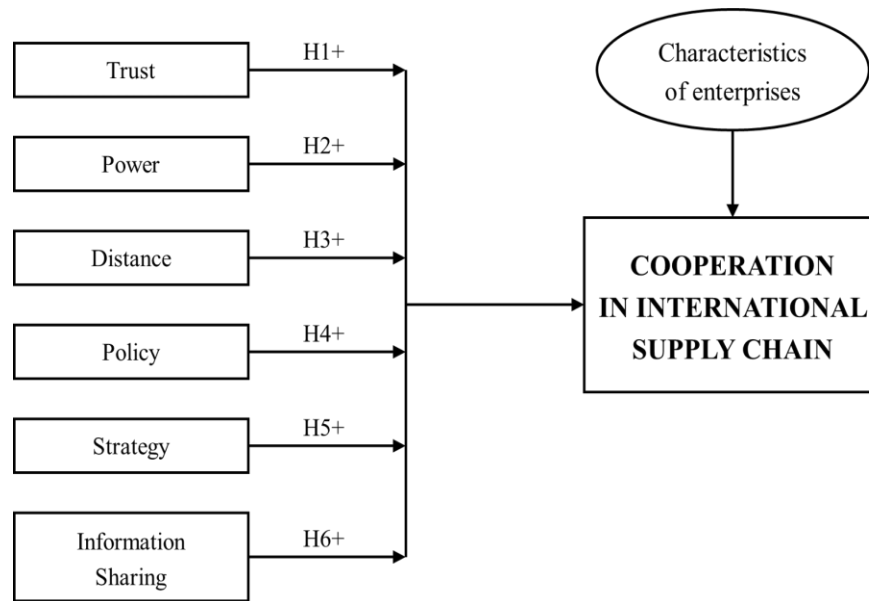 Trust
H1+
Power
H2+
Distance
H3+
Policy
H4+
Strategy
H5+
Information
Sharing
H6+
Characteristics
of enterprises
COOPERATION
IN INTERNATIONAL
SUPPLY CHAIN